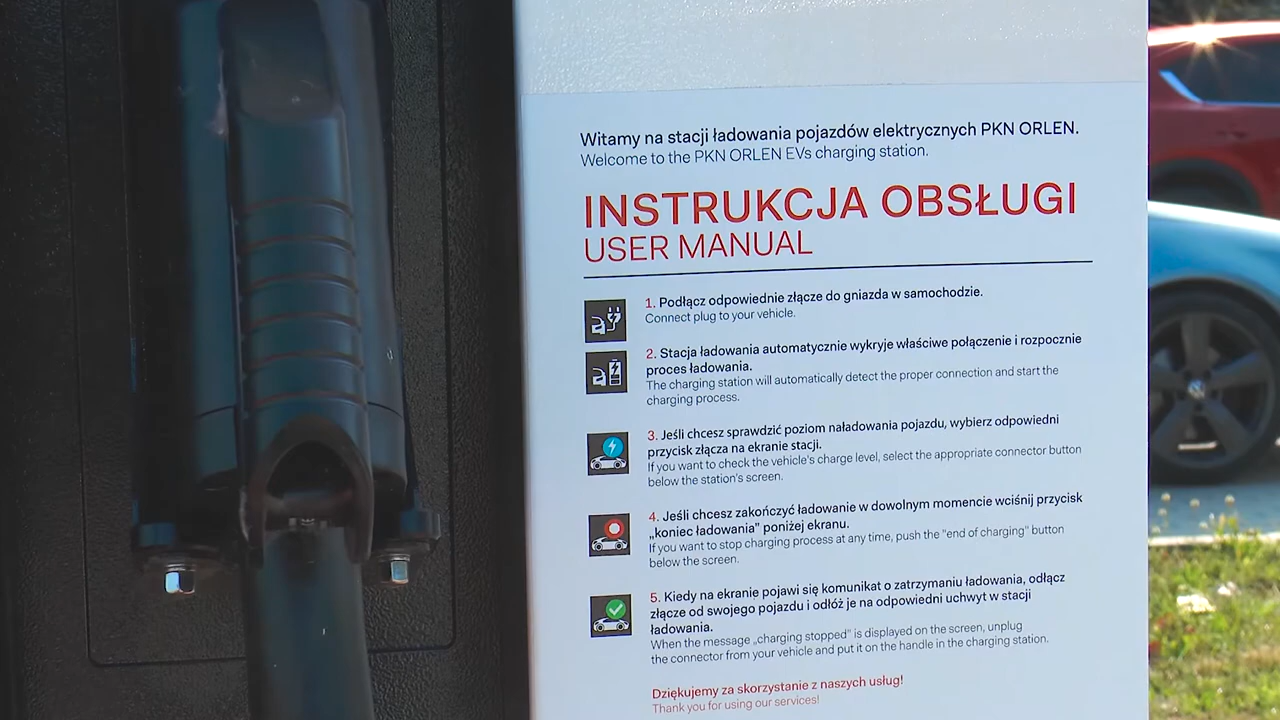 Witamy na stacji ładowania pojazdów elektrycznych PKN ORLEN.
Welcome to the PKN ORLEN EVs charging station.
INSTRUKCJA OBSŁUGI
USER MANUAL
1. Podłącz odpowiednie złącze do gniazda w samochodzie.
Connect plug to your vehicle.
2. Stacja ładowania automatycznie wykryje właściwe połączenie i rozpocznie
proces ładowania.
The charging station will automatically detect the proper connection and start the
charging process.
3. Jeśli chcesz sprawdzić poziom naładowania pojazdu, wybierz odpowiedni
przycisk złącza na ekranie stacji.
If you want to check the vehicle's charge level, select the appropriate connector button
below the station's screen.
4. Jeśli chcesz zakończyć ładowanie w dowolnym momencie wciśnij przycisk
„koniec ładowania” poniżej ekranu.
If you want to stop charging process at any time, push the "end of charging" button
below the screen.
5. Kiedy na ekranie pojawi się komunikat o zatrzymaniu ładowania, odłącz
złącze od swojego pojazdu i odłóż je na odpowiedni uchwyt w stacji
ładowania.
When the message „charging stopped” is displayed on the screen, unplug
the connector from your vehicle and put it on the handle in the charging station.
Dziękujemy za skorzystanie z naszych usług!
Thank you for using our services!